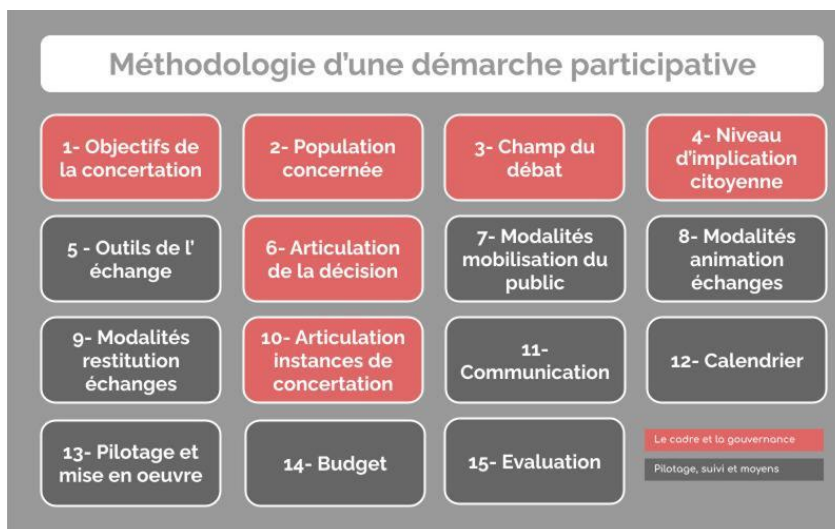 Méthodologie d'une démarche participative
1- Objectifs de
la concertation
2- Population
concernée
3- Champ du
débat
4- Niveau
d'implication
citoyenne
5 - Outils de l'
échange
6- Articulation
de la décision
7- Modalités
mobilisation du
public
8- Modalités
animation
échanges
9- Modalités
restitution
échanges
10- Articulation
instances de
concertation
11-
Communication
12- Calendrier
13- Pilotage et
mise en oeuvre
14- Budget
15- Evaluation
Le cadre et la gouvernance
Pilotage, suivi et moyens